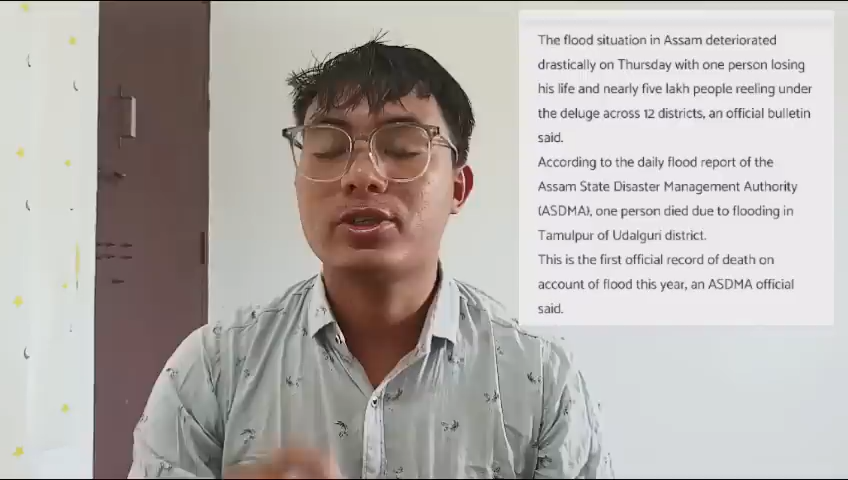 The flood situation in Assam deteriorated
drastically on Thursday with one person losing
his life and nearly five lakh people reeling under
the deluge across 12 districts, an official bulletin
said.
According to the daily flood report of the
Assam State Disaster Management Authority
(ASDMA), one person died due to flooding in
Tamulpur of Udalguri district.
This is the first official record of death on
account of flood this year, an ASDMA official
said.